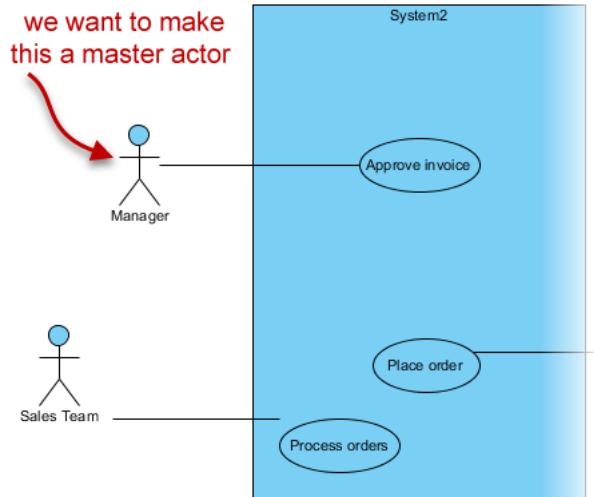 we want to make
this a master actor
System2
Approve invoice
Manager
Place order
Sales Team
Process orders